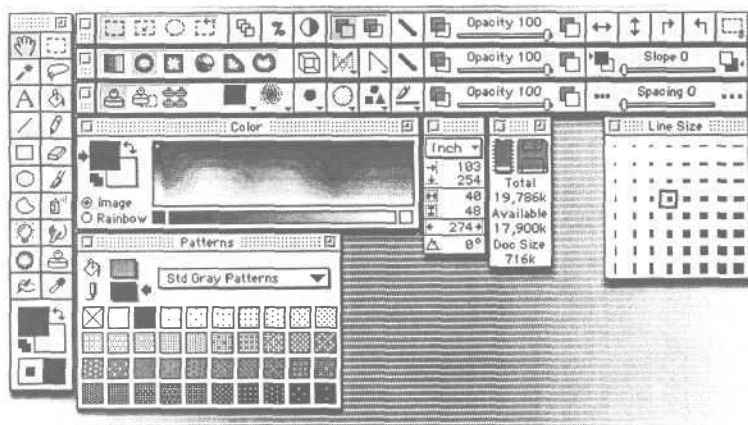 Opacity 100
Opacity 100
Slope 0
Opacity 100
Spacing 0
A
Color
Image
Rainbow
Inch
103
254
40
48
274
0°
Total
19,786k
Available
17,900k
Doc Size
716k
Line Size
Patterns
Std Gray Patterns